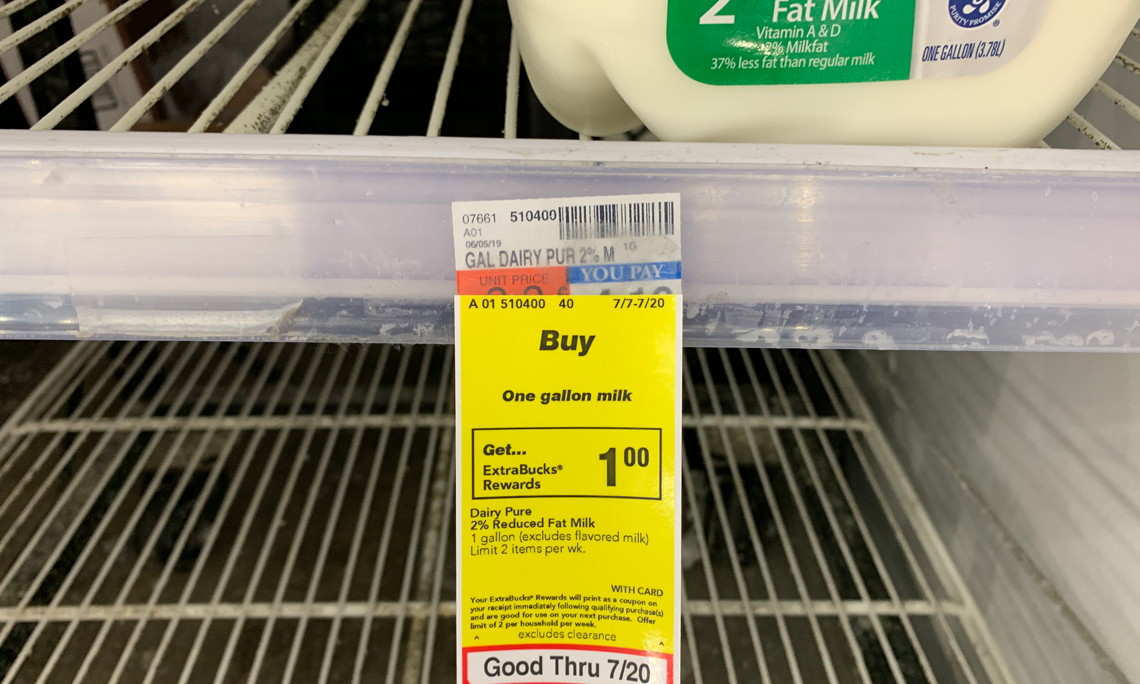 2
Fat Milk
Vitamin A & D
2% Milkfat
37% less fat than regular milk
PURITY PROMISE
®
ONE GALLON (3.78L)
07661 510400
A01
06/05/19
GAL DAIRY PUR 2% M 1G
UNIT PRICE YOU PAY
A 01 510400 40 7/7-7/20
Buy
One gallon milk
Get...
ExtraBucks®
Rewards
1 00
Dairy Pure
2% Reduced Fat Milk
1 gallon (excludes flavored milk)
Limit 2 items per wk.
WITH CARD
Your ExtraBucks® Rewards will print as a coupon on
your receipt immediately following qualifying purchase(s)
and are good for use on your next purchase. Offer
limit of 2 per household per week.
^ excludes clearance ^
Good Thru 7/20